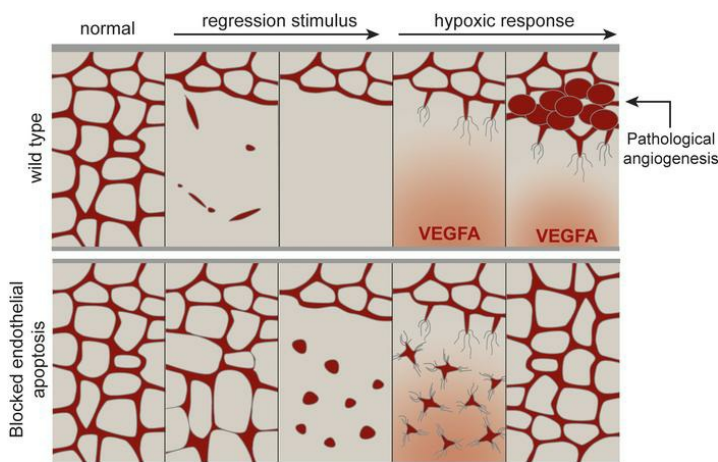 normal
regression stimulus
hypoxic response
wild type
VEGFA
VEGFA
Pathological
angiogenesis
Blocked endothelial
apoptosis